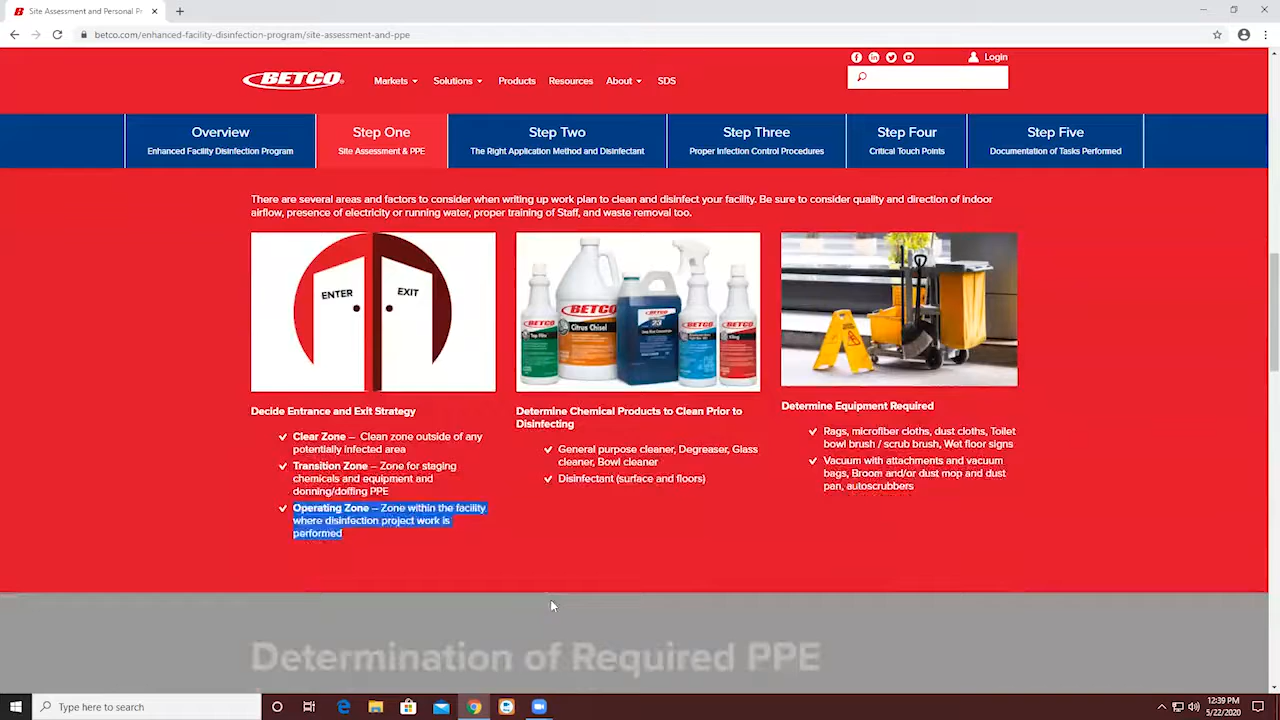 Site Assessment and Personal Pr
betco.com/enhanced-facility-disinfection-program/site-assessment-and-ppe
BETCO
Markets
Solutions
Products
Resources
About
SDS
Login
Overview
Enhanced Facility Disinfection Program
Step One
Site Assessment & PPE
Step Two
The Right Application Method and Disinfectant
Step Three
Proper Infection Control Procedures
Step Four
Critical Touch Points
Step Five
Documentation of Tasks Performed
There are several areas and factors to consider when writing up work plan to clean and disinfect your facility. Be sure to consider quality and direction of indoor
airflow, presence of electricity or running water, proper training of Staff, and waste removal too.
ENTER
EXIT
BETCO
BETCO
Citrus Chisel
BETCO
BETCO
BETCO
Decide Entrance and Exit Strategy
Clear Zone – Clean zone outside of any
potentially infected area
Transition Zone – Zone for staging
chemicals and equipment and
donning/doffing PPE
Operating Zone – Zone within the facility
where disinfection project work is
performed
Determine Chemical Products to Clean Prior to
Disinfecting
General purpose cleaner, Degreaser, Glass
cleaner, Bowl cleaner
Disinfectant (surface and floors)
Determine Equipment Required
Rags, microfiber cloths, dust cloths, Toilet
bowl brush / scrub brush, Wet floor signs
Vacuum with attachments and vacuum
bags, Broom and/or dust mop and dust
pan, autoscrubbers
Determination of Required PPE
Type here to search
12:39 PM
5/22/2020